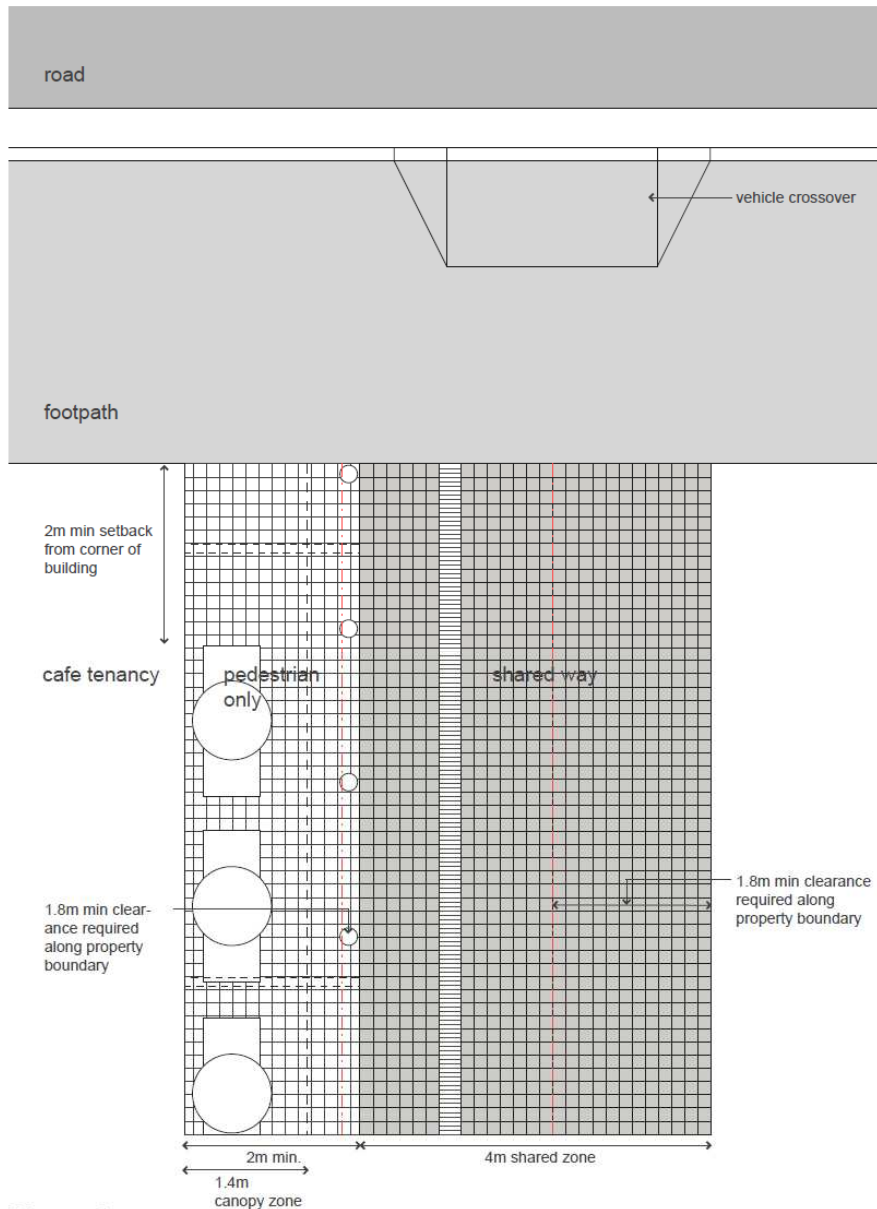 road
vehicle crossover
footpath
2m min setback
from corner of
building
cafe tenancy
pedestrian
only
shared way
1.8m min clear-
ance required
along property
boundary
1.8m min clearance
required along
property boundary
2m min.
4m shared zone
1.4m
canopy zone